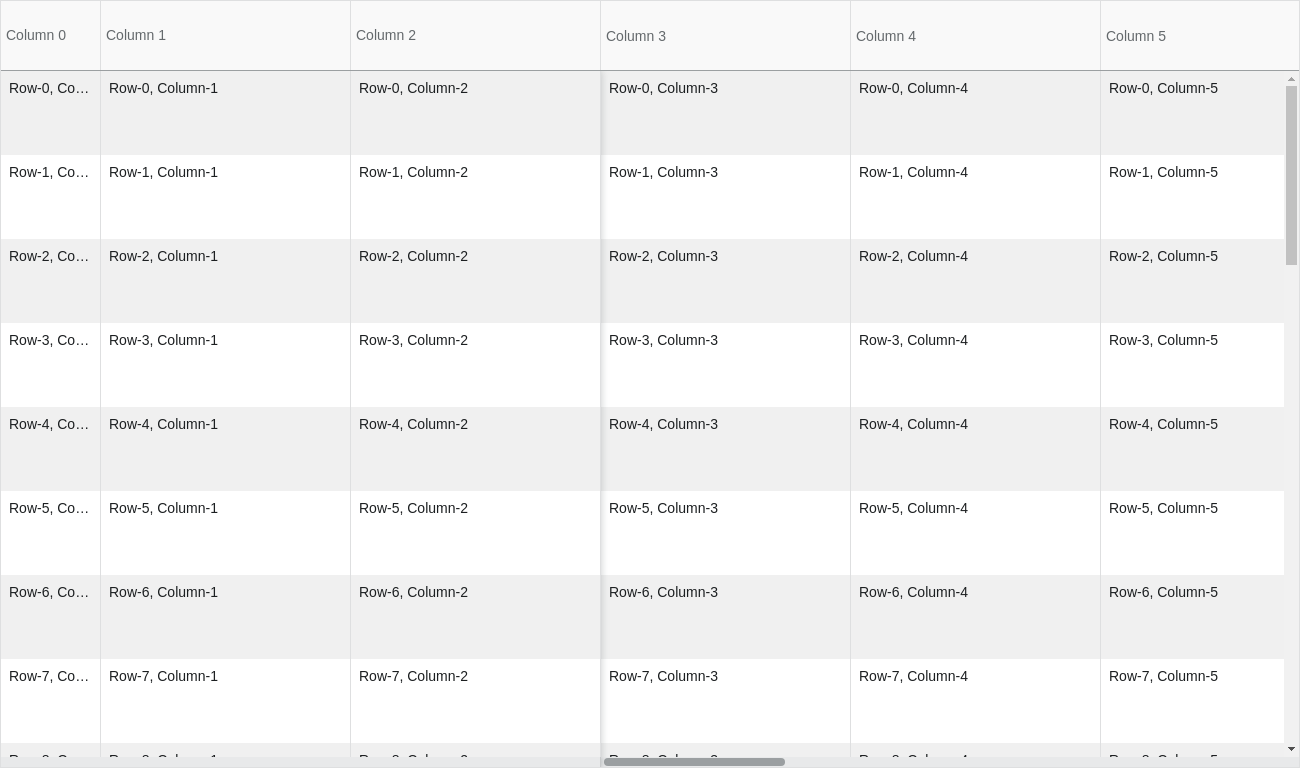 Column 0 Column 1 Column 2 Column 3 Column 4 Column 5
Row-0, Co… Row-0, Column-1 Row-0, Column-2 Row-0, Column-3 Row-0, Column-4 Row-0, Column-5
Row-1, Co… Row-1, Column-1 Row-1, Column-2 Row-1, Column-3 Row-1, Column-4 Row-1, Column-5
Row-2, Co… Row-2, Column-1 Row-2, Column-2 Row-2, Column-3 Row-2, Column-4 Row-2, Column-5
Row-3, Co… Row-3, Column-1 Row-3, Column-2 Row-3, Column-3 Row-3, Column-4 Row-3, Column-5
Row-4, Co… Row-4, Column-1 Row-4, Column-2 Row-4, Column-3 Row-4, Column-4 Row-4, Column-5
Row-5, Co… Row-5, Column-1 Row-5, Column-2 Row-5, Column-3 Row-5, Column-4 Row-5, Column-5
Row-6, Co… Row-6, Column-1 Row-6, Column-2 Row-6, Column-3 Row-6, Column-4 Row-6, Column-5
Row-7, Co… Row-7, Column-1 Row-7, Column-2 Row-7, Column-3 Row-7, Column-4 Row-7, Column-5